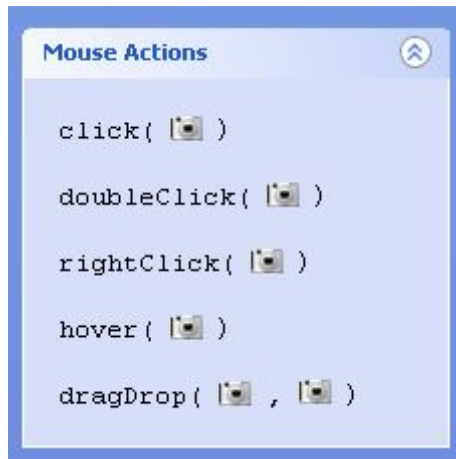 Mouse Actions
click( )
doubleClick( )
rightClick( )
hover( )
dragDrop( , )